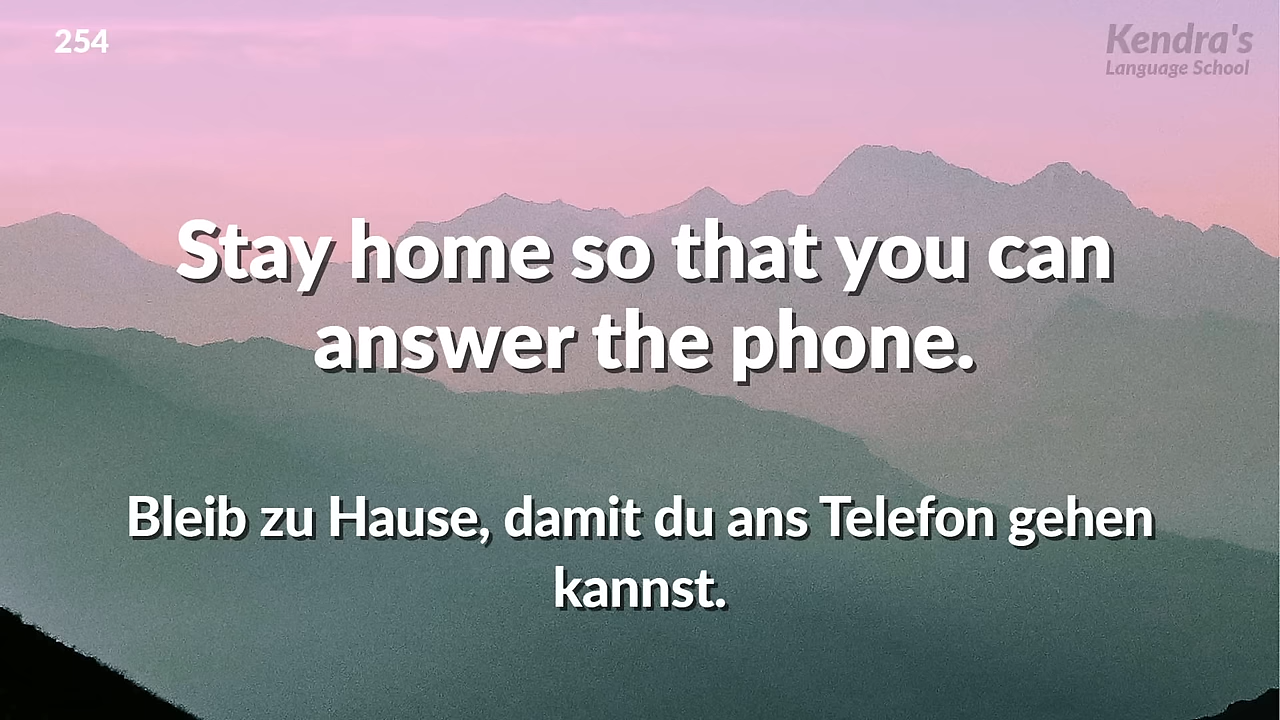 254
Kendra's
Language School
Stay home so that you can
answer the phone.
Bleib zu Hause, damit du ans Telefon gehen
kannst.